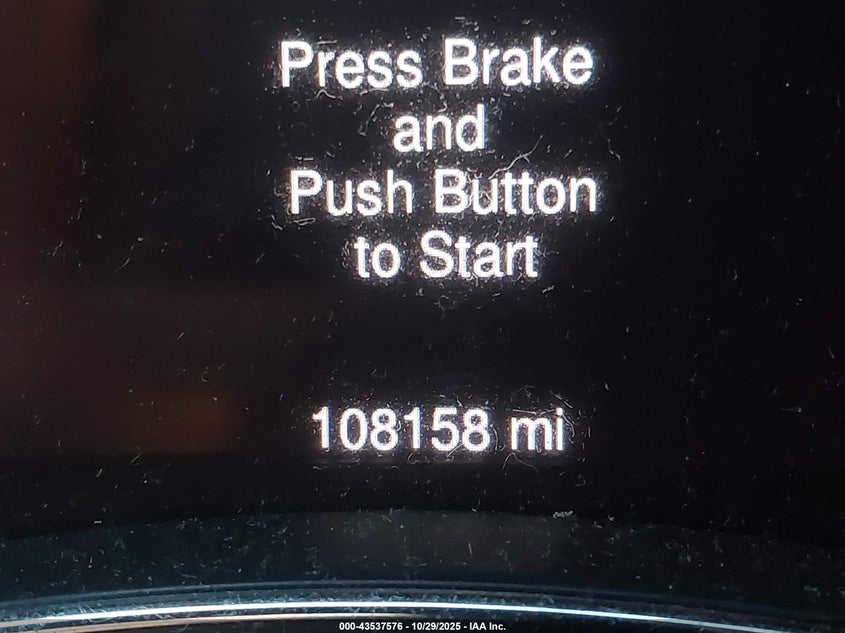 Press Brake
and
Push Button
to Start
108158 mi
000-43537576 - 10/29/2025 - IAA Inc.